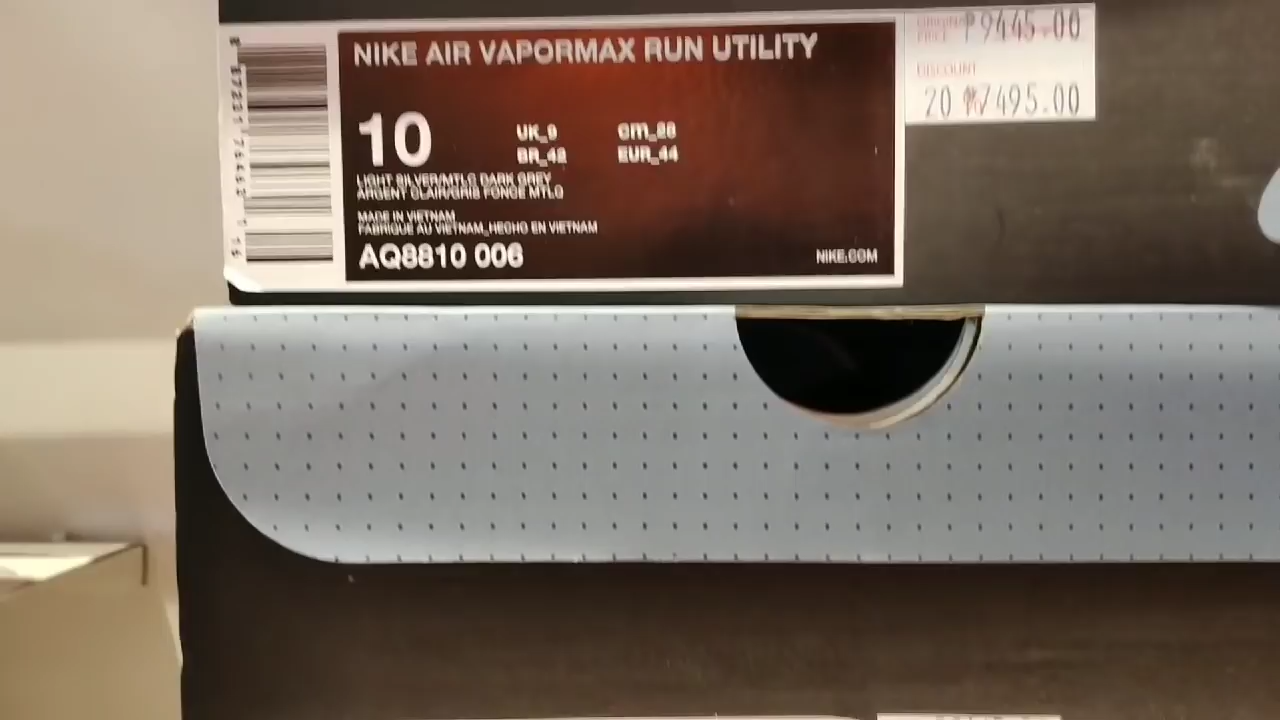 NIKE AIR VAPORMAX RUN UTILITY
10
UK_9
BR_42
cm_28
EUR_44
LIGHT SILVER/MTLC DARK GREY
ARGENT CLAIR/GRIS FONCE MTLQ
MADE IN VIETNAM
FABRIQUE AU VIETNAM_HECHO EN VIETNAM
AQ8810 006
NIKE.COM
ORIGINAL PRICE ₱9445.00
DISCOUNT
20 ₱7495.00